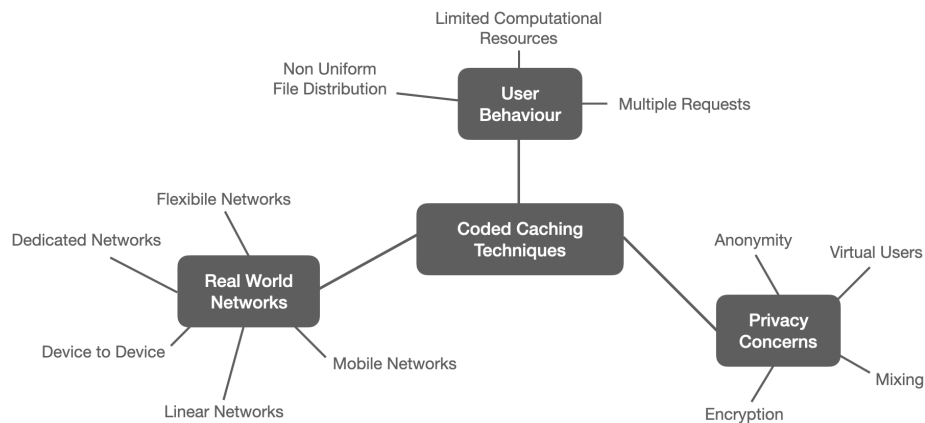 Limited Computational
Resources
Non Uniform
File Distribution
User
Behaviour
Multiple Requests
Flexibile Networks
Dedicated Networks
Real World
Networks
Device to Device
Linear Networks
Mobile Networks
Coded Caching
Techniques
Anonymity
Virtual Users
Privacy
Concerns
Mixing
Encryption